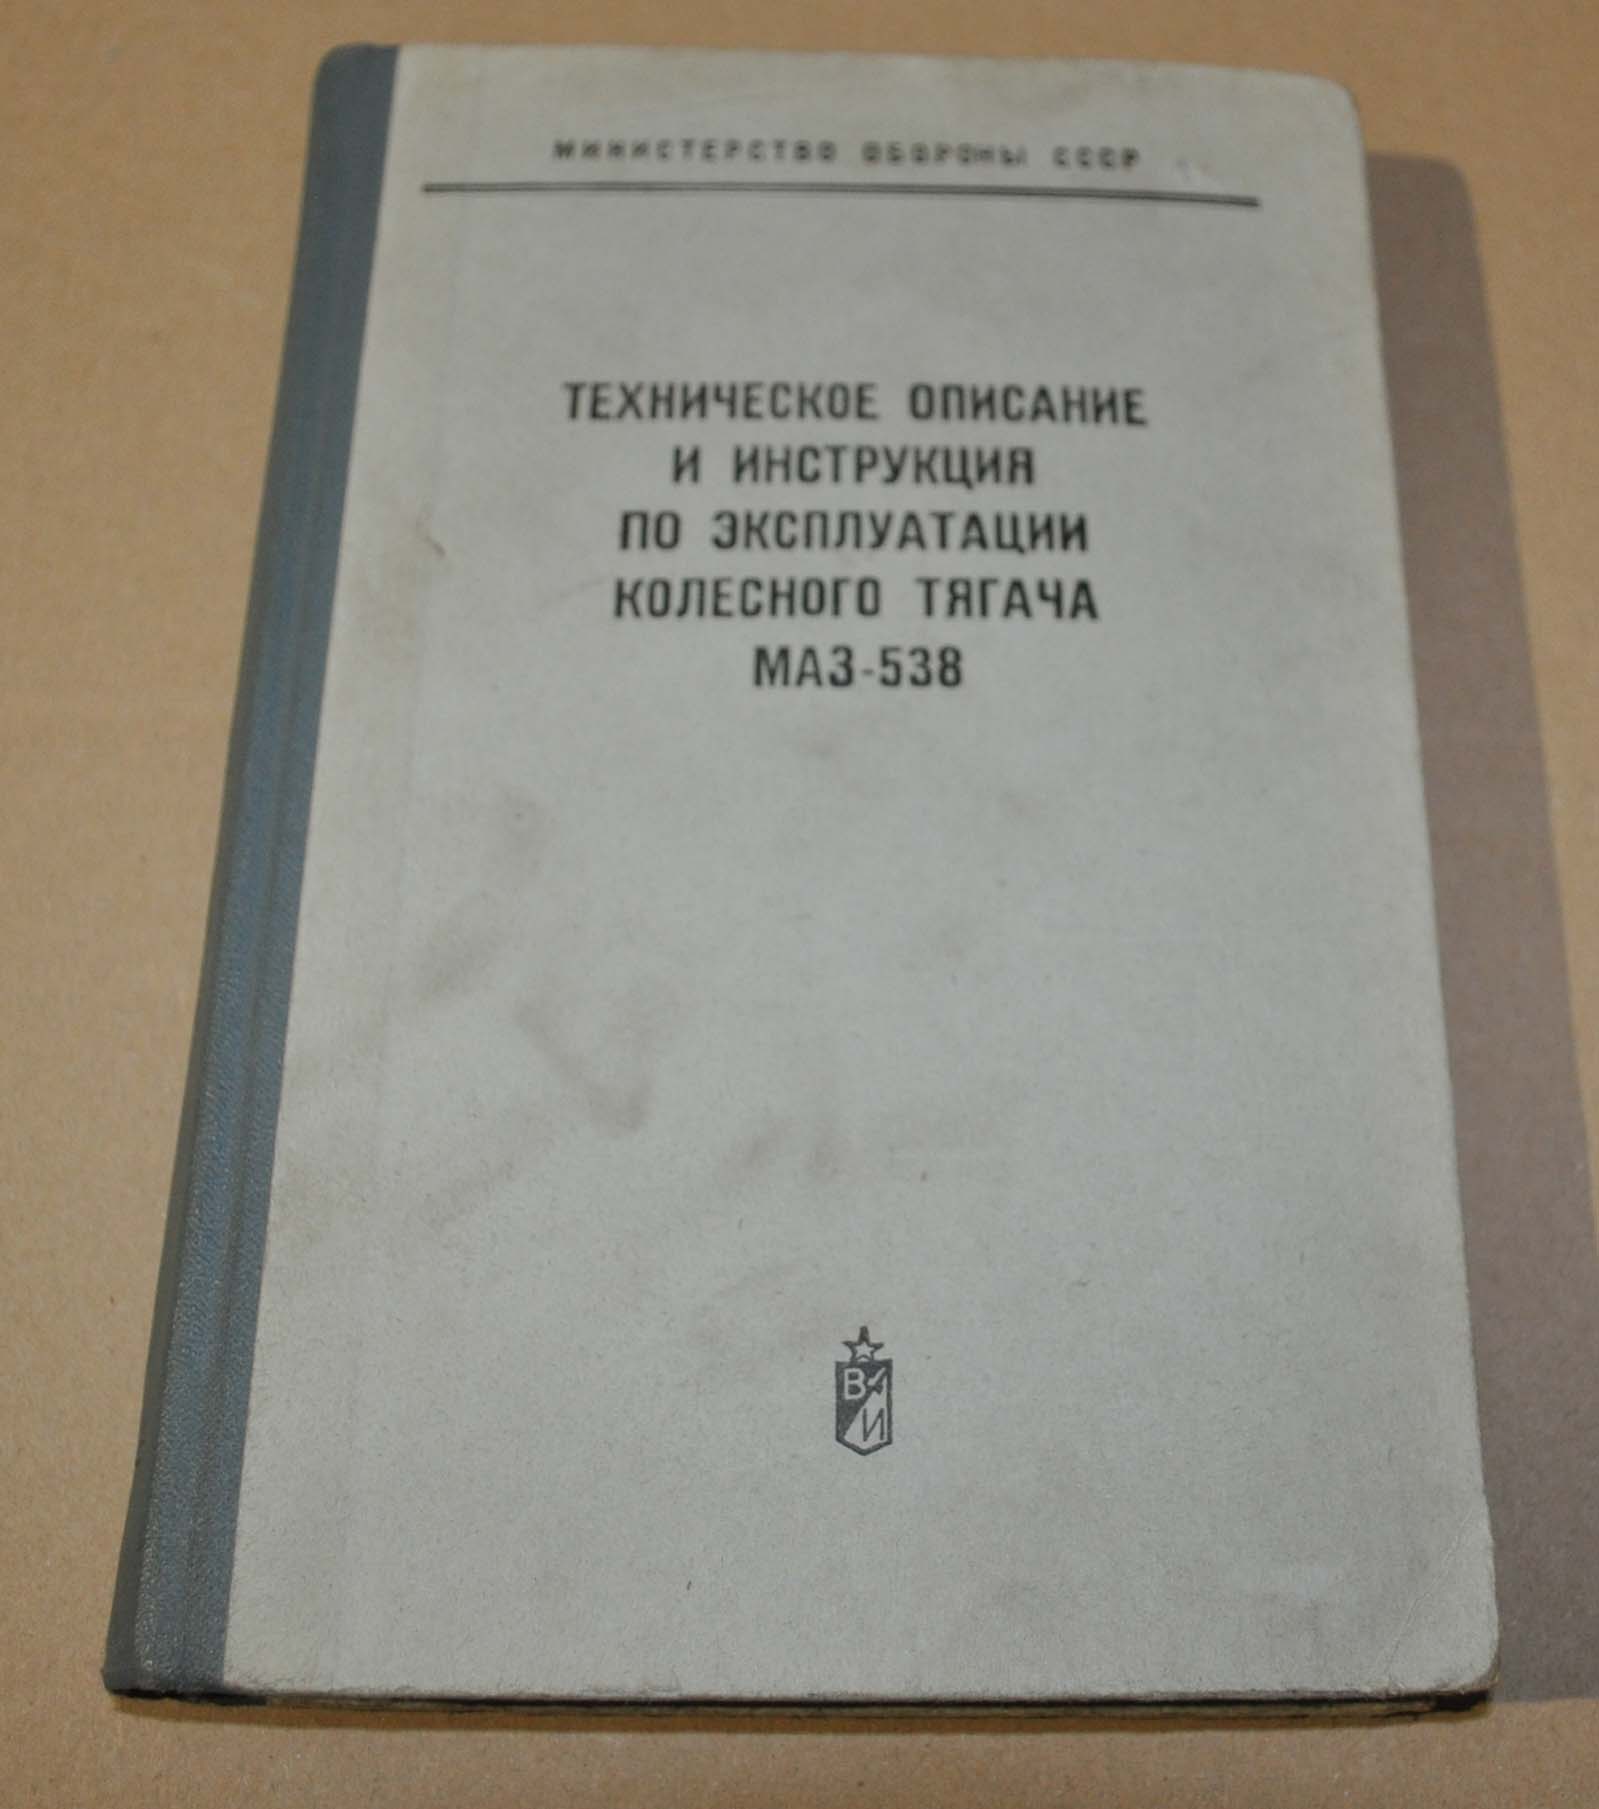 МИНИСТЕРСТВО ОБОРОНЫ СССР
ТЕХНИЧЕСКОЕ ОПИСАНИЕ
И ИНСТРУКЦИЯ
ПО ЭКСПЛУАТАЦИИ
КОЛЕСНОГО ТЯГАЧА
МАЗ-538
В
И